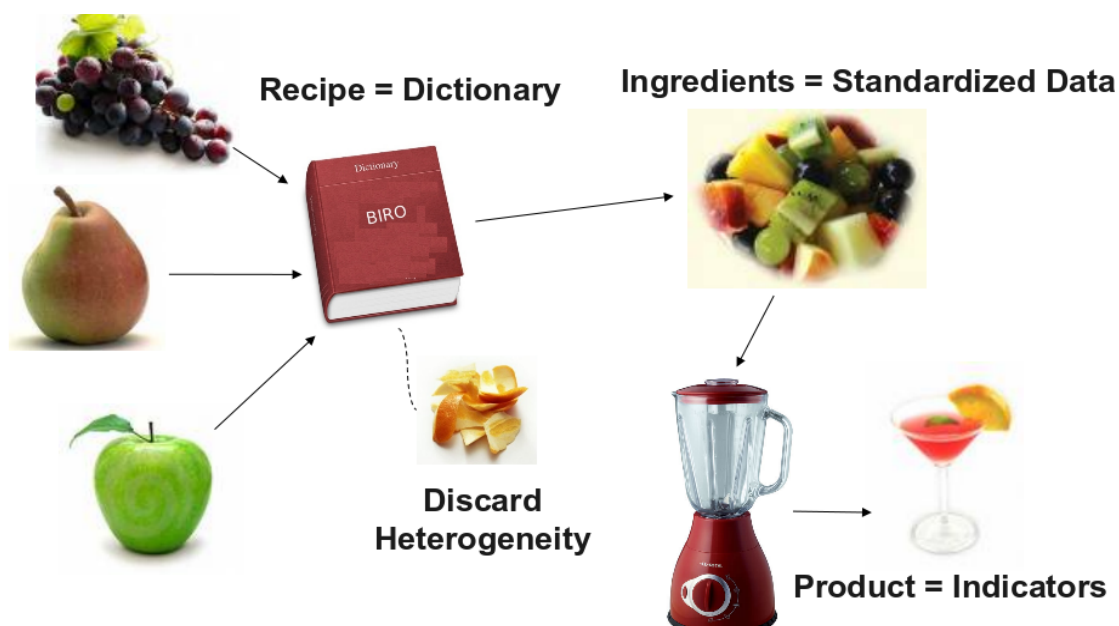 Recipe = Dictionary
Ingredients = Standardized Data
Dictionary
BIRO
Discard
Heterogeneity
Product = Indicators